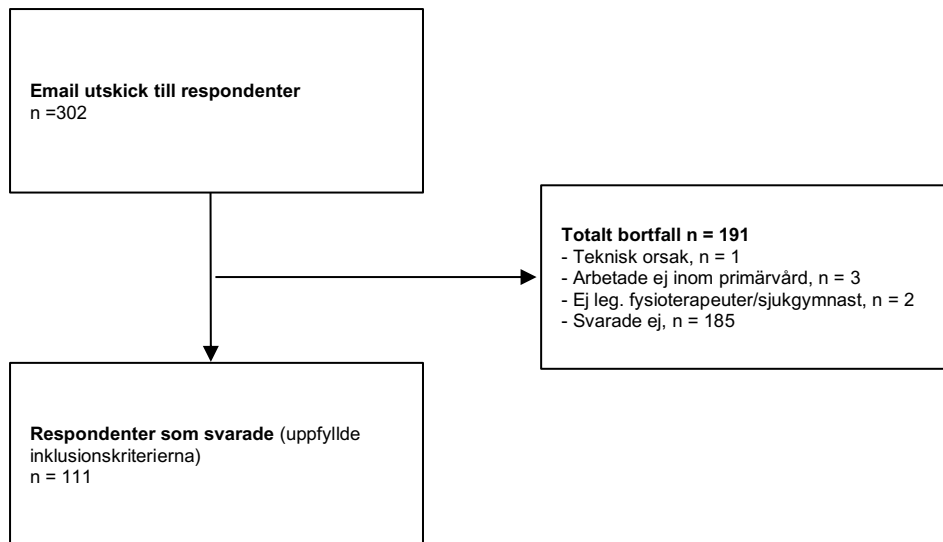 Email utskick till respondenter
n =302
Totalt bortfall n = 191
- Teknisk orsak, n = 1
- Arbetade ej inom primärvård, n = 3
- Ej leg. fysioterapeuter/sjukgymnast, n = 2
- Svarade ej, n = 185
Respondenter som svarade (uppfyllde
inklusionskriterierna)
n = 111